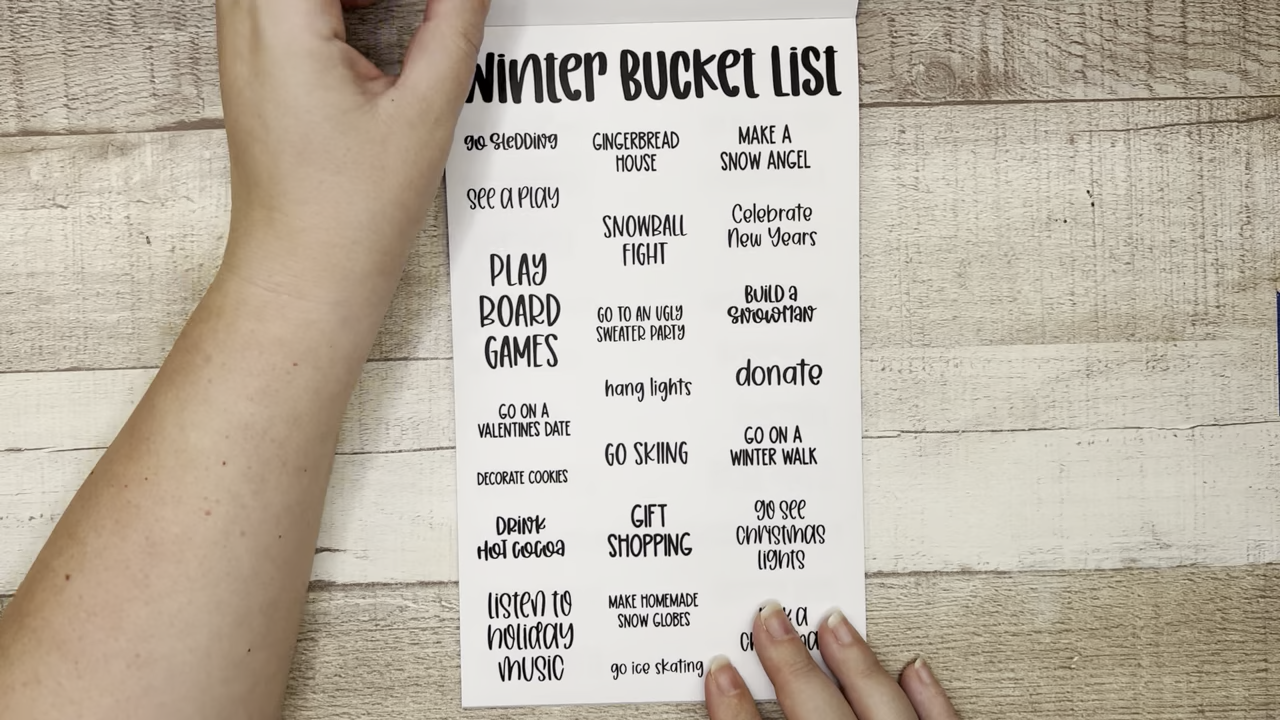 Winter Bucket List
go sledding
see a play
PLAY
BOARD
GAMES
GO ON A
VALENTINES DATE
DECORATE COOKIES
DRINK
HOT COCOA
listen to
holiday
music
GINGERBREAD
HOUSE
SNOWBALL
FIGHT
GO TO AN UGLY
SWEATER PARTY
hang lights
GO SKIING
GIFT
SHOPPING
MAKE HOMEMADE
SNOW GLOBES
go ice skating
MAKE A
SNOW ANGEL
Celebrate
New Years
BUILD A
SNOWMAN
donate
GO ON A
WINTER WALK
go see
christmas
lights
a